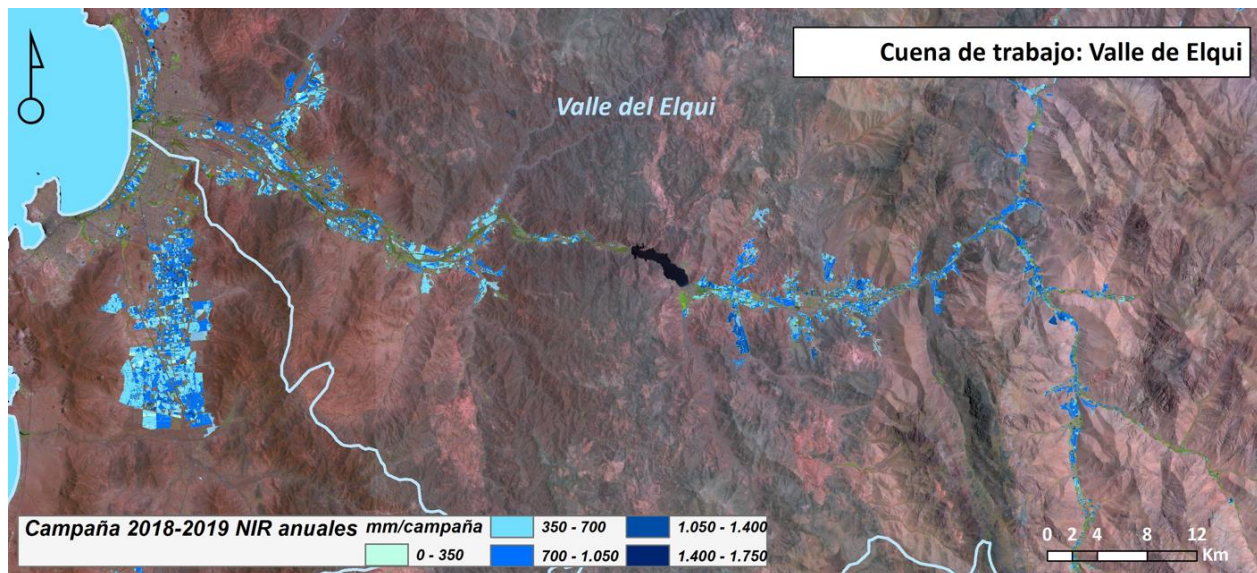 Cuena de trabajo: Valle de Elqui
Valle del Elqui
Campaña 2018-2019 NIR anuales mm/campaña
0 - 350
350 - 700
700 - 1.050
1.050 - 1.400
1.400 - 1.750
0 2 4 8 12
Km